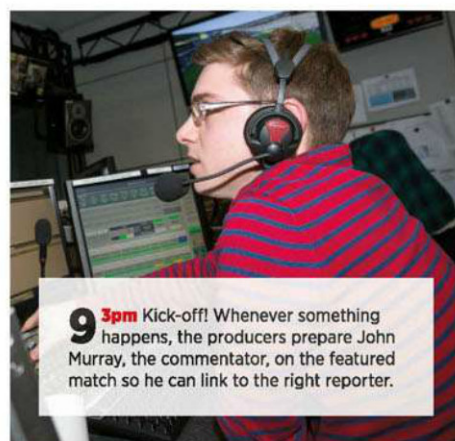 9 3pm Kick-off! Whenever something
happens, the producers prepare John
Murray, the commentator, on the featured
match so he can link to the right reporter.